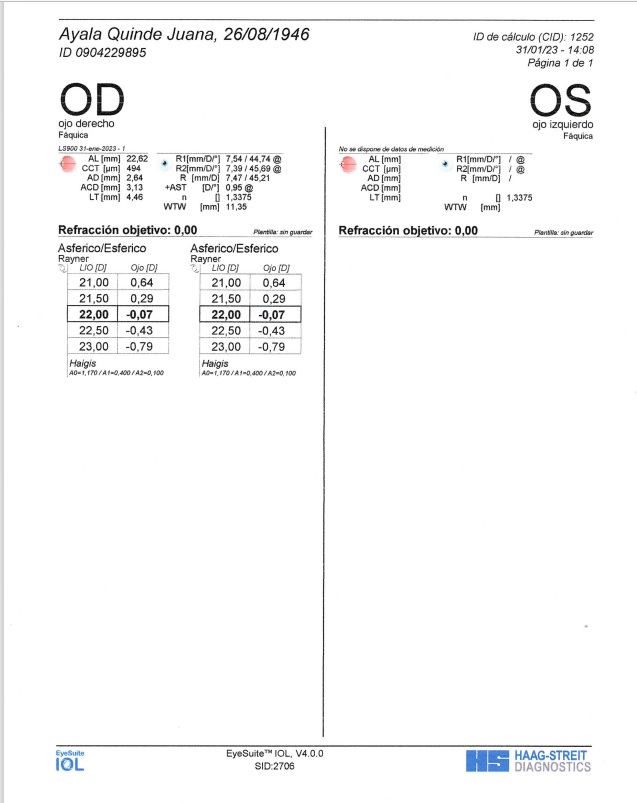 Ayala Quinde Juana, 26/08/1946
ID 0904229895
ID de cálculo (CID): 1252
31/01/23 - 14:08
Página 1 de 1
OD
ojo derecho
Fáquica
LS900 31-ene-2023 - 1
AL [mm] 22,62 R1[mm/D/°] 7,54 / 44,74 @
CCT [µm] 494 R2[mm/D/°] 7,39 / 45,69 @
AD [mm] 2,64 R [mm/D] 7,47 / 45,21
ACD [mm] 3,13 +AST [D/°] 0,95 @
LT [mm] 4,46 n [] 1,3375
WTW [mm] 11,35
Refracción objetivo: 0,00 Plantilla: sin guardar
Asferico/Esferico Asferico/Esferico
Rayner Rayner
LIO [D] Ojo [D] LIO [D] Ojo [D]
21,00 0,64 21,00 0,64
21,50 0,29 21,50 0,29
22,00 -0,07 22,00 -0,07
22,50 -0,43 22,50 -0,43
23,00 -0,79 23,00 -0,79
Haigis Haigis
A0=1,170 / A1=0,400 / A2=0,100 A0=1,170 / A1=0,400 / A2=0,100
OS
ojo izquierdo
Fáquica
No se dispone de datos de medición
AL [mm] R1[mm/D/°] / @
CCT [µm] R2[mm/D/°] / @
AD [mm] R [mm/D] /
ACD [mm]
LT [mm] n [] 1,3375
WTW [mm]
Refracción objetivo: 0,00 Plantilla: sin guardar
EyeSuite
IOL
EyeSuite™ IOL, V4.0.0
SID:2706
HS HAAG-STREIT
DIAGNOSTICS